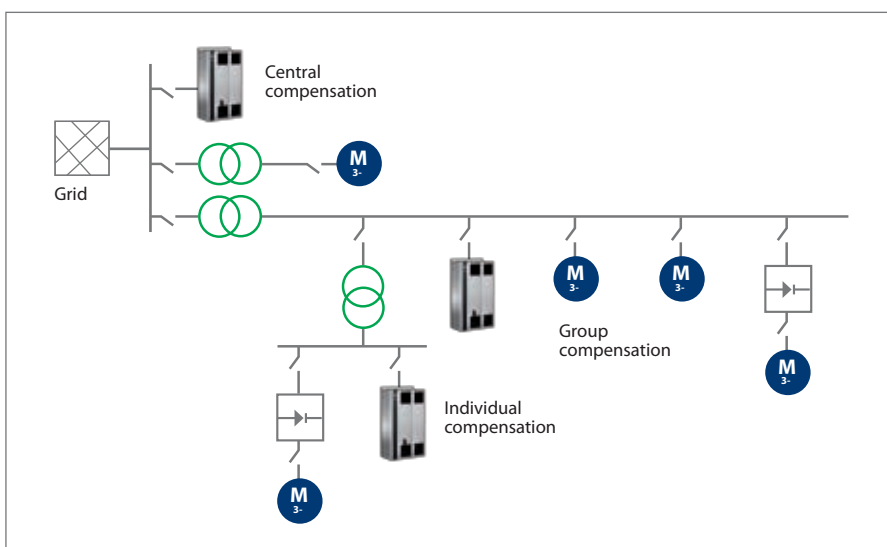 Central
compensation
Grid
M
3-
M
3-
M
3-
Group
compensation
M
3-
Individual
compensation
M
3-